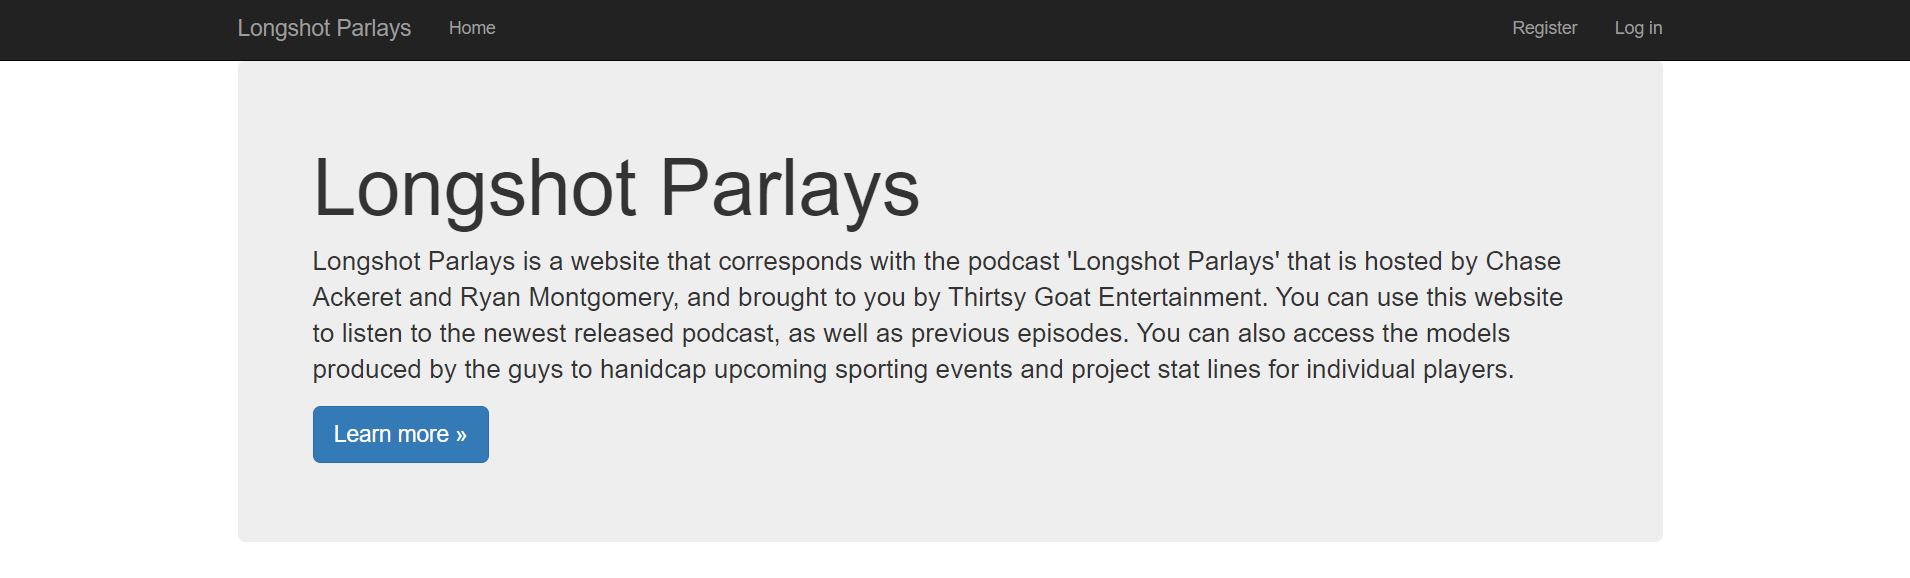 Longshot Parlays Home Register Log in
Longshot Parlays
Longshot Parlays is a website that corresponds with the podcast 'Longshot Parlays' that is hosted by Chase
Ackeret and Ryan Montgomery, and brought to you by Thirtsy Goat Entertainment. You can use this website
to listen to the newest released podcast, as well as previous episodes. You can also access the models
produced by the guys to hanidcap upcoming sporting events and project stat lines for individual players.
Learn more »